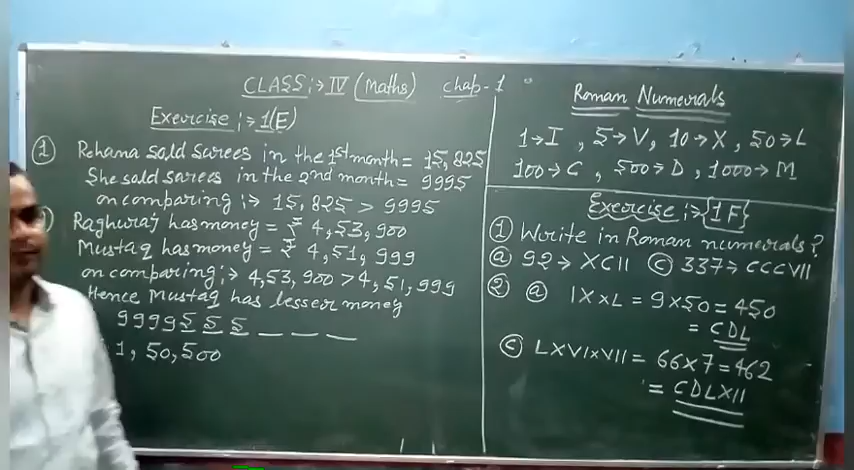 CLASS:→ IV (Maths) chap-1
Exercise:→ 1(E)
① Rehana sold sarees in the 1st month = 15,825
She sold sarees in the 2nd month = 9995
on comparing:→ 15,825 > 9995
Raghuraj has money = ₹ 4,53,900
Mustaq has money = ₹ 4,51,999
on comparing:→ 4,53,900 > 4,51,999
Hence Mustaq has lesser money
9999 5 5 5 _ _ _
1,50,500
Roman Numerals
1→I, 5→V, 10→X, 50→L
100→C, 500→D, 1000→M
Exercise:→ {1F}
① Write in Roman numerals?
ⓐ 92→ XCII ⓒ 337→ CCCVII
② ⓐ IX×L = 9×50 = 450
= CDL
ⓒ LXVI×VII = 66×7 = 462
= CDLXII